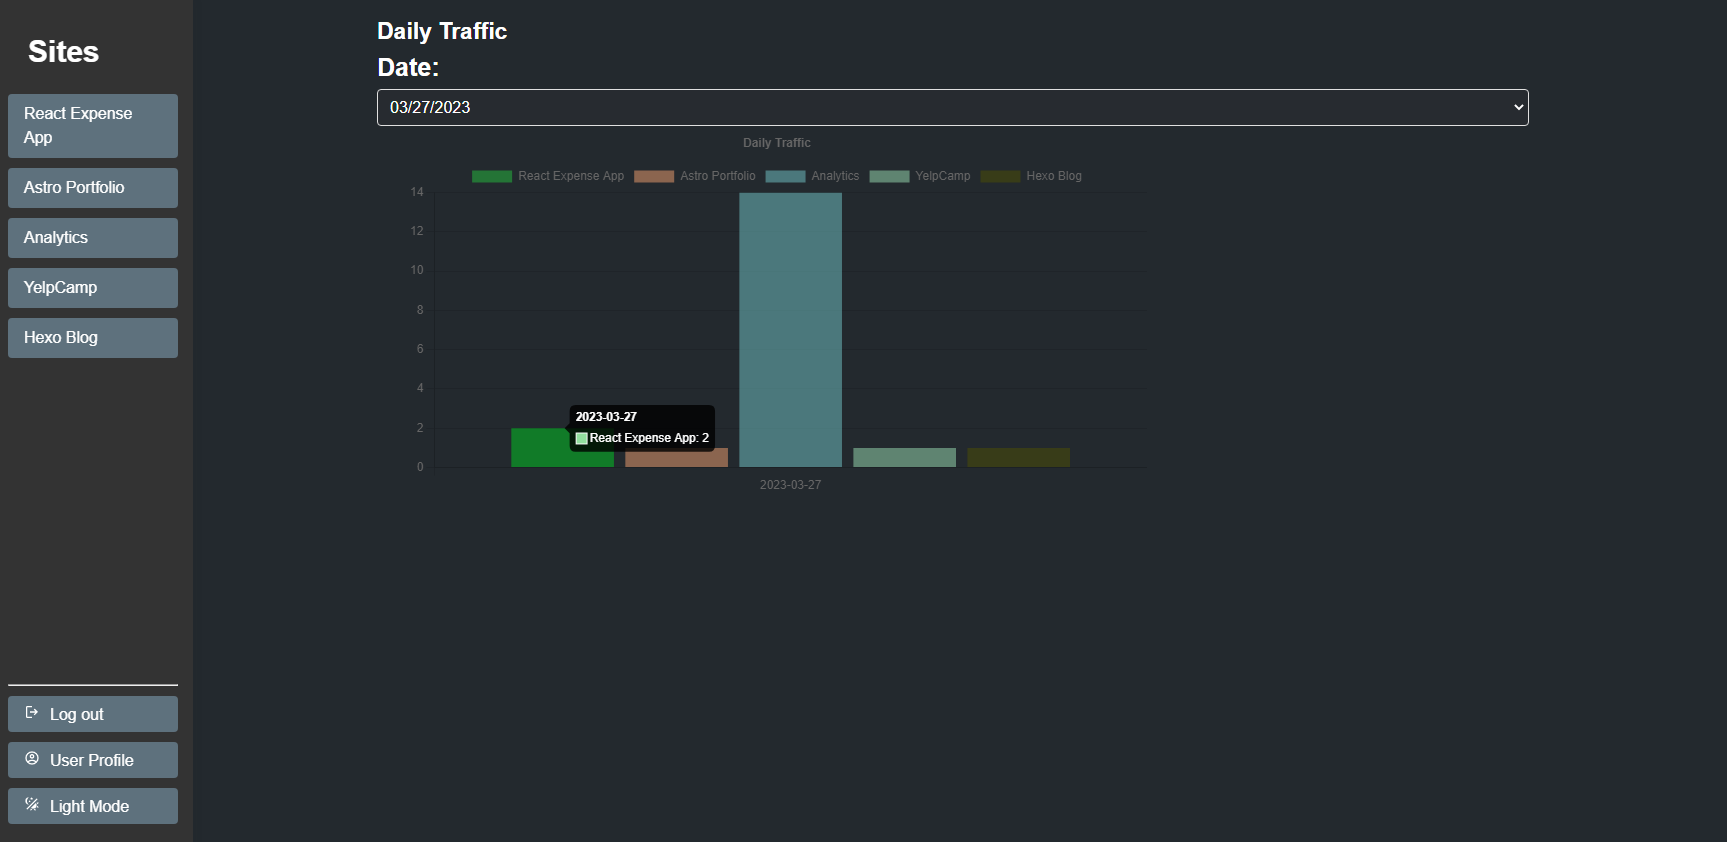 Sites
React Expense
App
Astro Portfolio
Analytics
YelpCamp
Hexo Blog
Log out
User Profile
Light Mode
Daily Traffic
Date:
03/27/2023
Daily Traffic
React Expense App Astro Portfolio Analytics YelpCamp Hexo Blog
14
12
10
8
6
4
2
0
2023-03-27
React Expense App: 2
2023-03-27